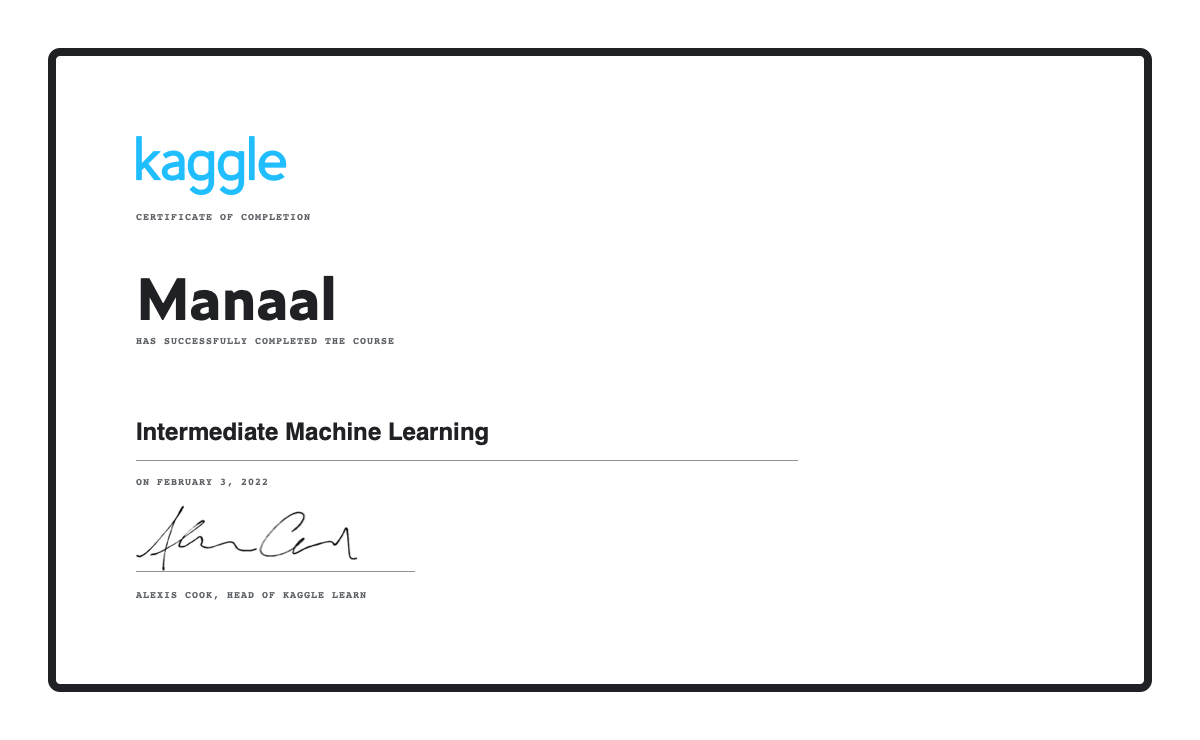 kaggle
CERTIFICATE OF COMPLETION
Manaal
HAS SUCCESSFULLY COMPLETED THE COURSE
Intermediate Machine Learning
ON FEBRUARY 3, 2022
Alexis Cook
ALEXIS COOK, HEAD OF KAGGLE LEARN